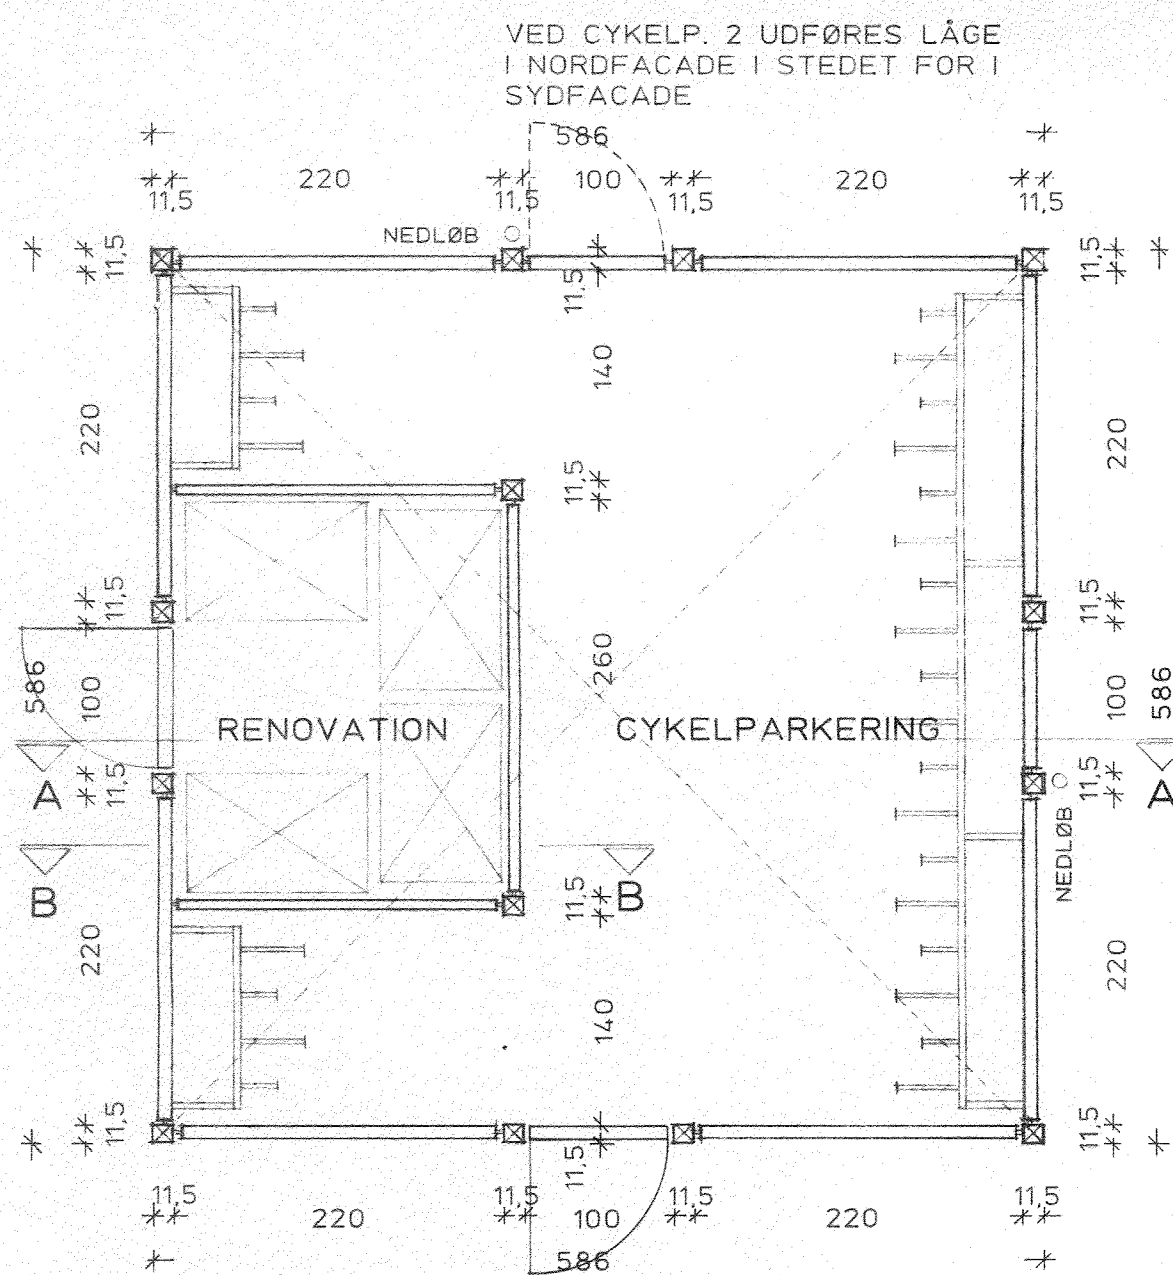 VED CYKELP. 2 UDFØRES LÅGE
I NORDFACADE I STEDET FOR I
SYDFACADE
586
220 100 220
11,5 11,5 11,5 11,5
NEDLØB
11,5 11,5
11,5
140
220 220
11,5
11,5 11,5
260
586 100 100 586
RENOVATION CYKELPARKERING
11,5 11,5
A A
NEDLØB
B 11,5 B
220 220
140
11,5 11,5
11,5
11,5 11,5 11,5 11,5
220 100 220
586